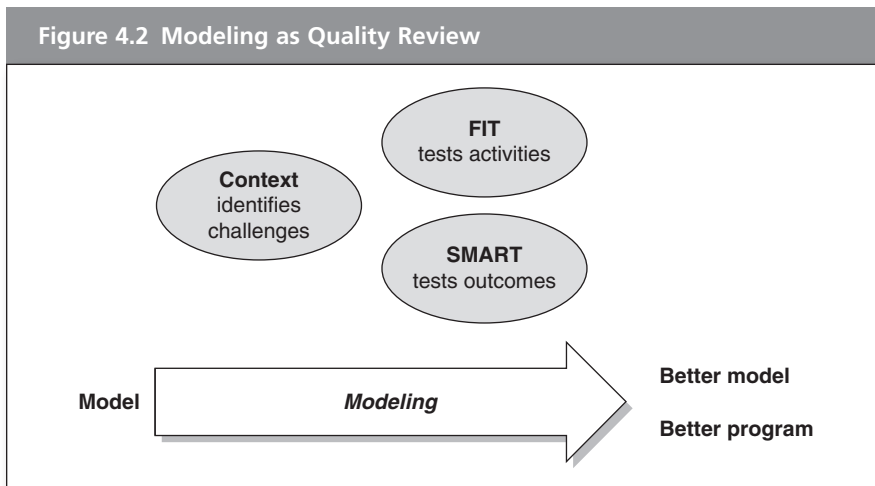 Figure 4.2 Modeling as Quality Review
FIT
tests activities
Context
identifies
challenges
SMART
tests outcomes
Model
Modeling
Better model
Better program